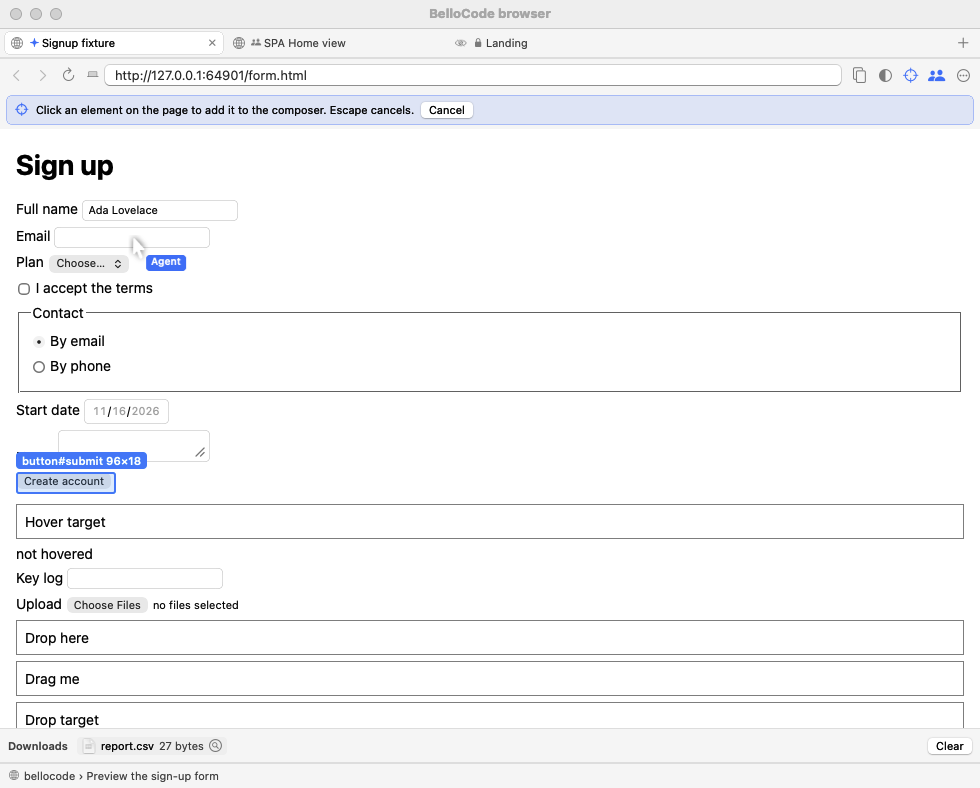 BelloCode browser
Signup fixture
SPA Home view
Landing
http://127.0.0.1:64901/form.html
Click an element on the page to add it to the composer. Escape cancels. Cancel
Sign up
Full name Ada Lovelace
Email
Plan Choose... Agent
I accept the terms
Contact
By email
By phone
Start date 11/16/2026
button#submit 96×18
Create account
Hover target
not hovered
Key log
Upload Choose Files no files selected
Drop here
Drag me
Drop target
Downloads report.csv 27 bytes Clear
bellocode › Preview the sign-up form